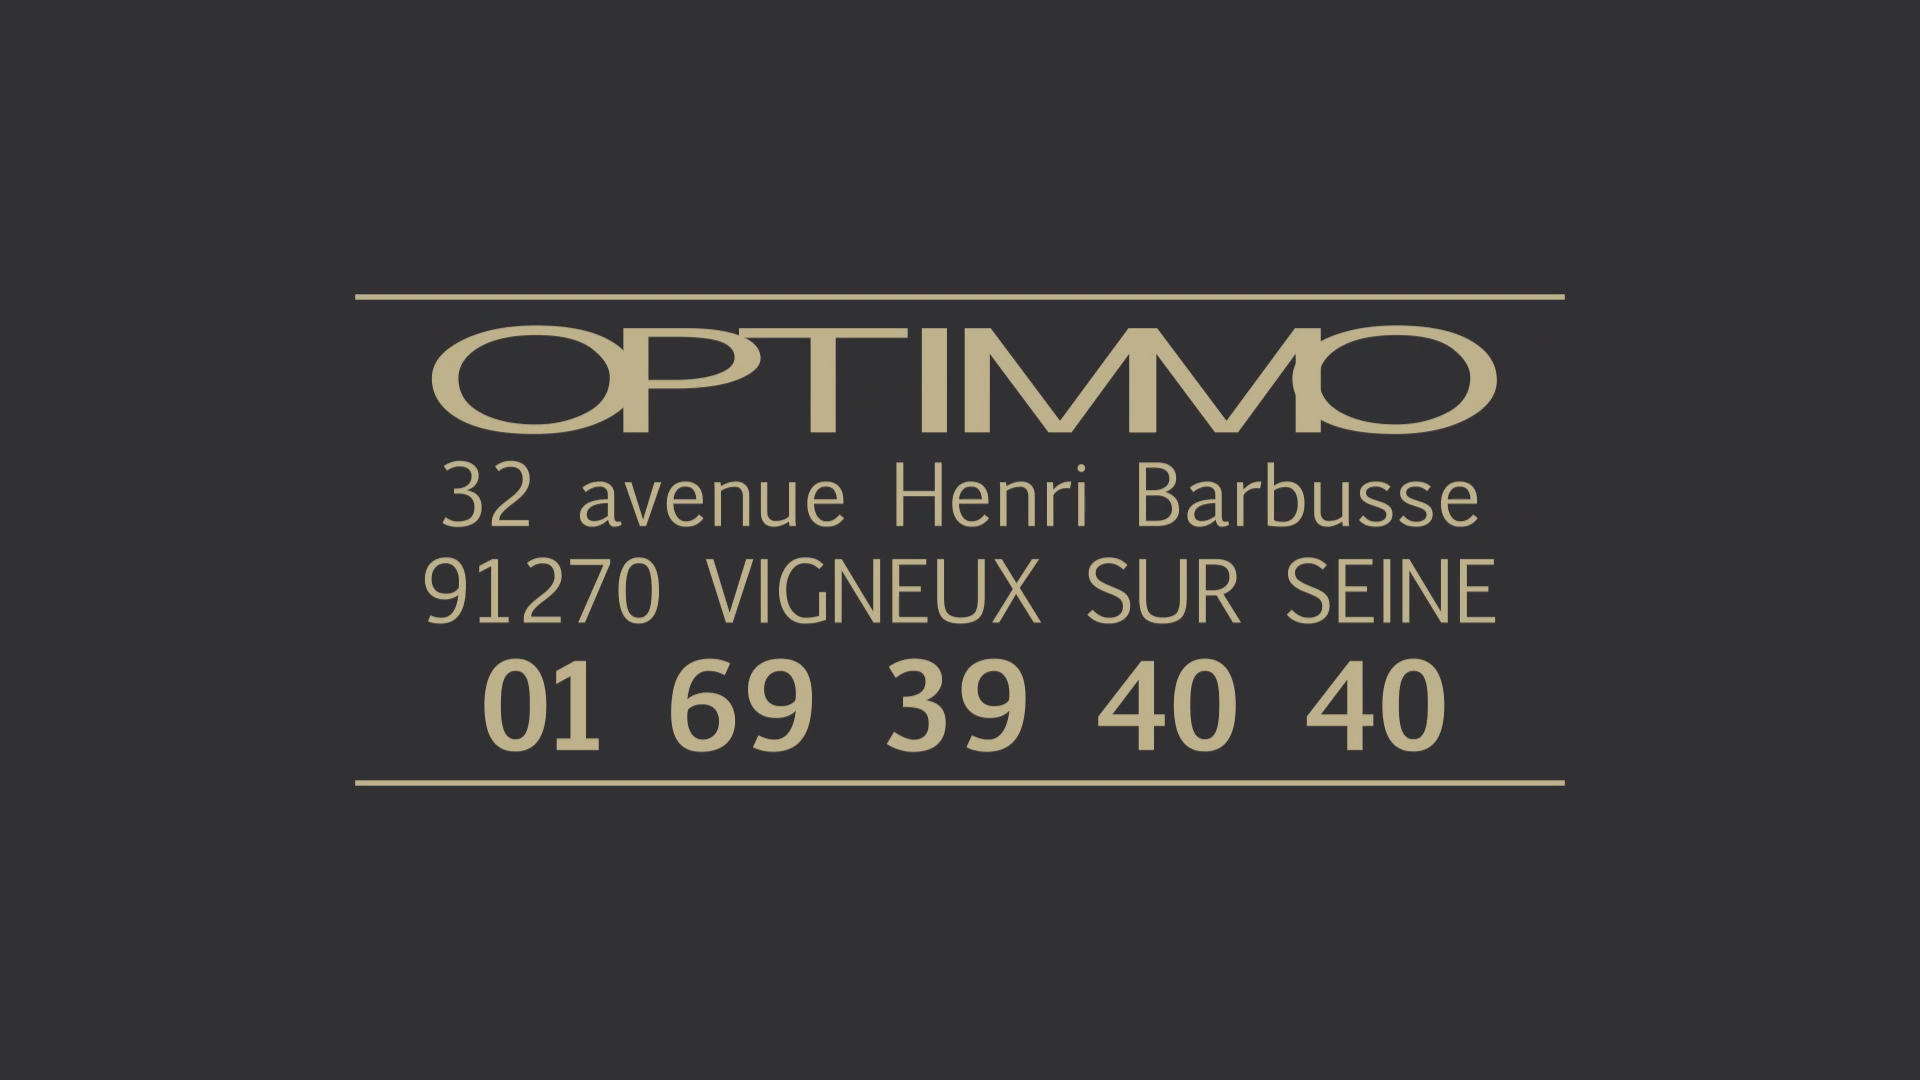 OPTIMMO
32 avenue Henri Barbusse
91270 VIGNEUX SUR SEINE
01 69 39 40 40